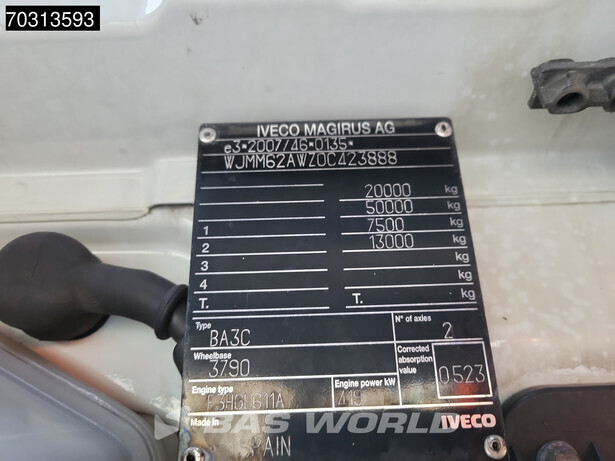 70313593
IVECO MAGIRUS AG
e3*2007/46*0135*
WJMM62AWZ0C423888
20000 kg
50000 kg
1 7500 kg
2 13000 kg
3 kg
4 kg
T. T. kg
Type BA3C N° of axles 2
Wheelbase 3790 Corrected absorption value 0.523
Engine type Engine power kW
Made in SPAIN IVECO
BAS WORLD